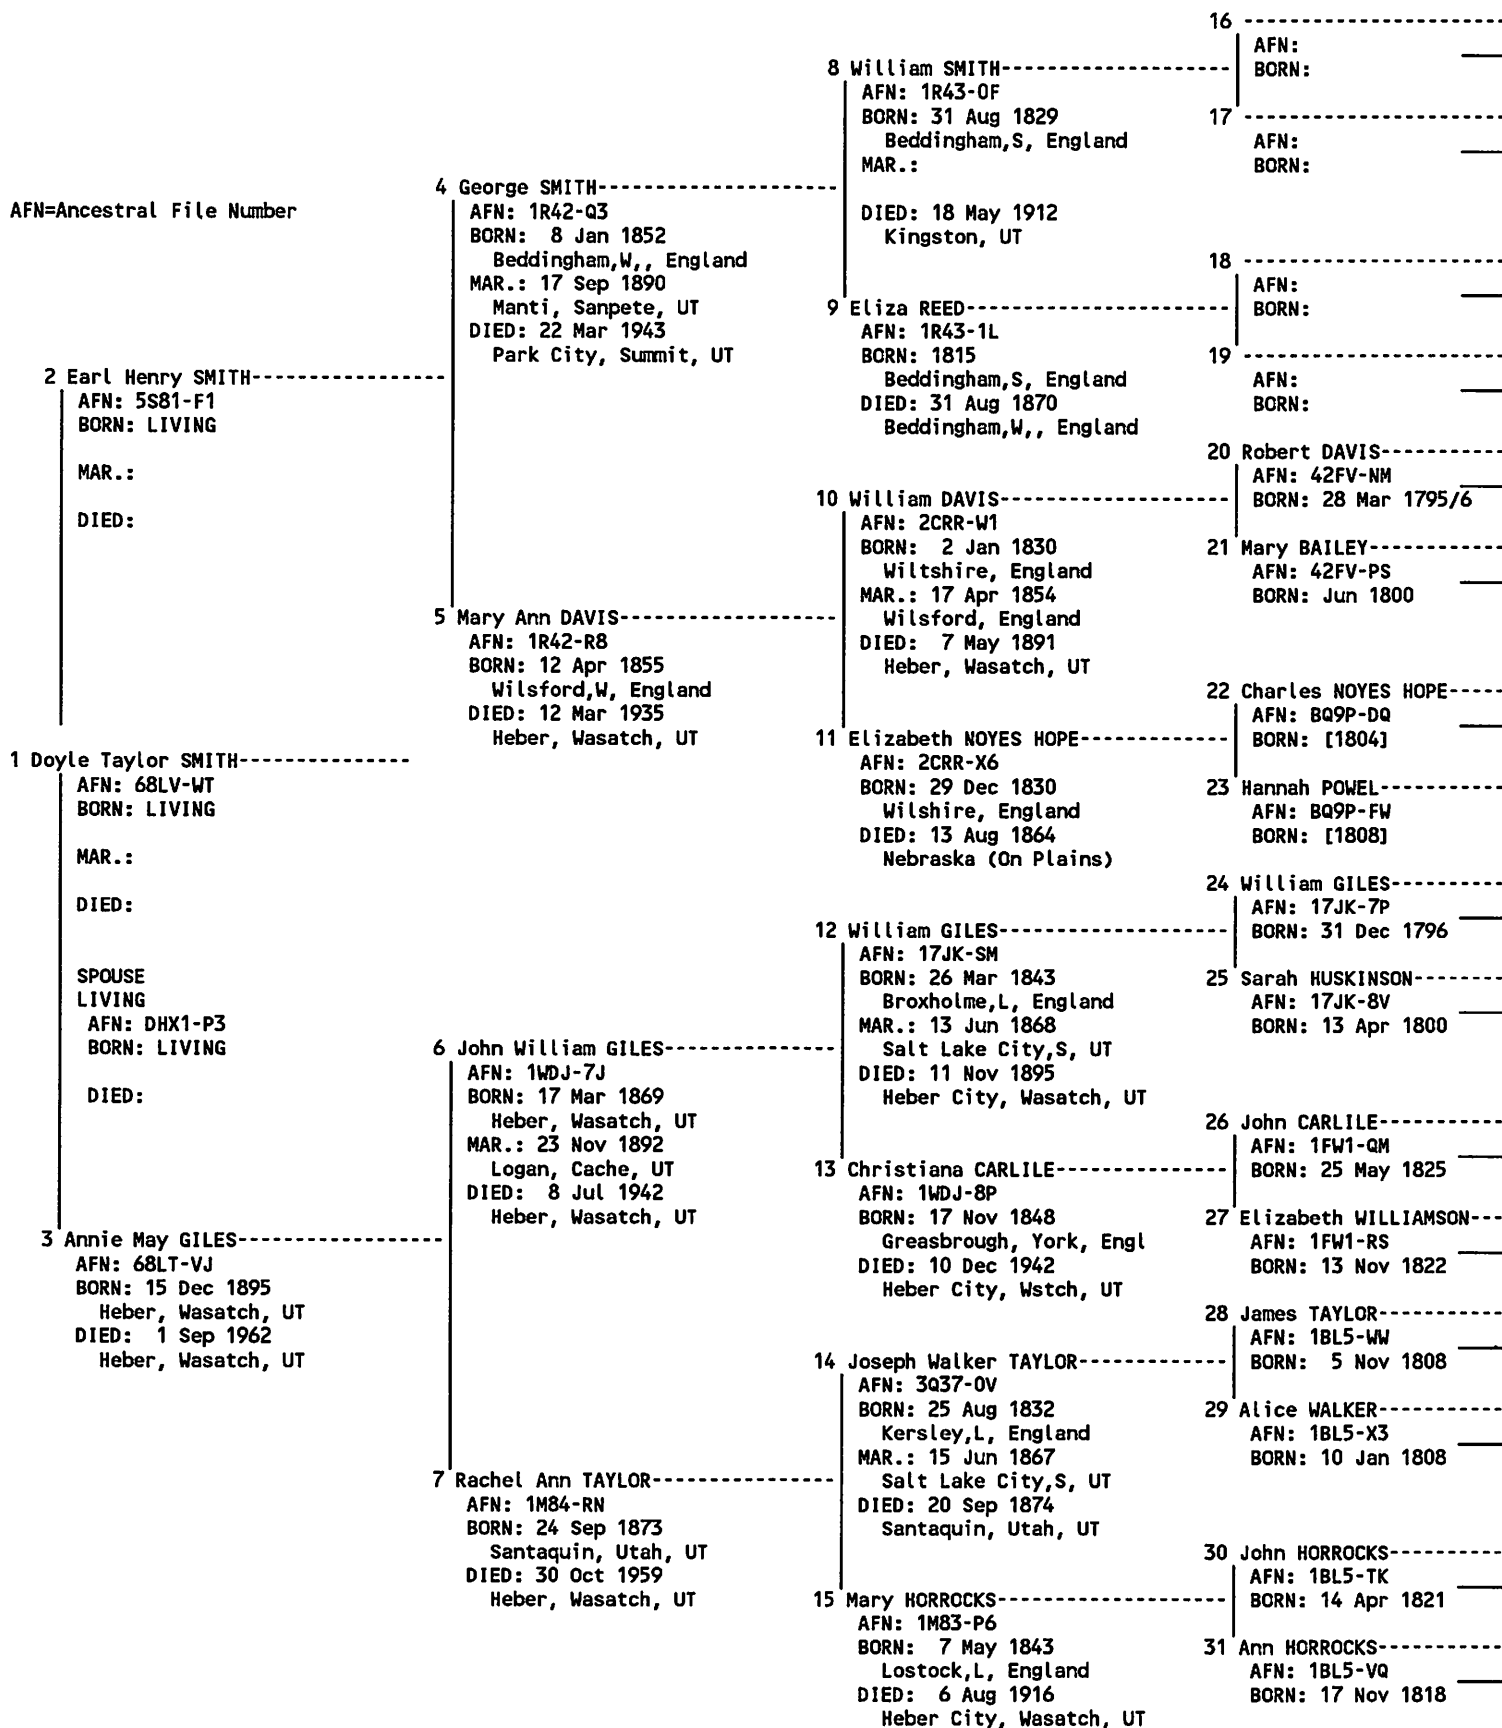 AFN=Ancestral File Number
1 Doyle Taylor SMITH---------------
AFN: 68LV-WT
BORN: LIVING
MAR.:
DIED:
SPOUSE
LIVING
AFN: DHX1-P3
BORN: LIVING
DIED:
2 Earl Henry SMITH-----------------
AFN: 5S81-F1
BORN: LIVING
MAR.:
DIED:
3 Annie May GILES------------------
AFN: 68LT-VJ
BORN: 15 Dec 1895
Heber, Wasatch, UT
DIED: 1 Sep 1962
Heber, Wasatch, UT
4 George SMITH---------------------
AFN: 1R42-Q3
BORN: 8 Jan 1852
Beddingham,W,, England
MAR.: 17 Sep 1890
Manti, Sanpete, UT
DIED: 22 Mar 1943
Park City, Summit, UT
5 Mary Ann DAVIS-------------------
AFN: 1R42-R8
BORN: 12 Apr 1855
Wilsford,W, England
DIED: 12 Mar 1935
Heber, Wasatch, UT
6 John William GILES---------------
AFN: 1WDJ-7J
BORN: 17 Mar 1869
Heber, Wasatch, UT
MAR.: 23 Nov 1892
Logan, Cache, UT
DIED: 8 Jul 1942
Heber, Wasatch, UT
7 Rachel Ann TAYLOR----------------
AFN: 1M84-RN
BORN: 24 Sep 1873
Santaquin, Utah, UT
DIED: 30 Oct 1959
Heber, Wasatch, UT
8 William SMITH--------------------
AFN: 1R43-0F
BORN: 31 Aug 1829
Beddingham,S, England
MAR.:
DIED: 18 May 1912
Kingston, UT
9 Eliza REED-----------------------
AFN: 1R43-1L
BORN: 1815
Beddingham,S, England
DIED: 31 Aug 1870
Beddingham,W,, England
10 William DAVIS--------------------
AFN: 2CRR-W1
BORN: 2 Jan 1830
Wiltshire, England
MAR.: 17 Apr 1854
Wilsford, England
DIED: 7 May 1891
Heber, Wasatch, UT
11 Elizabeth NOYES HOPE-------------
AFN: 2CRR-X6
BORN: 29 Dec 1830
Wilshire, England
DIED: 13 Aug 1864
Nebraska (On Plains)
12 William GILES--------------------
AFN: 17JK-SM
BORN: 26 Mar 1843
Broxholme,L, England
MAR.: 13 Jun 1868
Salt Lake City,S, UT
DIED: 11 Nov 1895
Heber City, Wasatch, UT
13 Christiana CARLILE---------------
AFN: 1WDJ-8P
BORN: 17 Nov 1848
Greasbrough, York, Engl
DIED: 10 Dec 1942
Heber City, Wstch, UT
14 Joseph Walker TAYLOR-------------
AFN: 3Q37-0V
BORN: 25 Aug 1832
Kersley,L, England
MAR.: 15 Jun 1867
Salt Lake City,S, UT
DIED: 20 Sep 1874
Santaquin, Utah, UT
15 Mary HORROCKS--------------------
AFN: 1M83-P6
BORN: 7 May 1843
Lostock,L, England
DIED: 6 Aug 1916
Heber City, Wasatch, UT
16 -----------------------
AFN:
BORN:
17 -----------------------
AFN:
BORN:
18 -----------------------
AFN:
BORN:
19 -----------------------
AFN:
BORN:
20 Robert DAVIS-----------
AFN: 42FV-NM
BORN: 28 Mar 1795/6
21 Mary BAILEY------------
AFN: 42FV-PS
BORN: Jun 1800
22 Charles NOYES HOPE-----
AFN: BQ9P-DQ
BORN: [1804]
23 Hannah POWEL-----------
AFN: BQ9P-FW
BORN: [1808]
24 William GILES----------
AFN: 17JK-7P
BORN: 31 Dec 1796
25 Sarah HUSKINSON--------
AFN: 17JK-8V
BORN: 13 Apr 1800
26 John CARLILE-----------
AFN: 1FW1-QM
BORN: 25 May 1825
27 Elizabeth WILLIAMSON---
AFN: 1FW1-RS
BORN: 13 Nov 1822
28 James TAYLOR-----------
AFN: 1BL5-WW
BORN: 5 Nov 1808
29 Alice WALKER-----------
AFN: 1BL5-X3
BORN: 10 Jan 1808
30 John HORROCKS----------
AFN: 1BL5-TK
BORN: 14 Apr 1821
31 Ann HORROCKS-----------
AFN: 1BL5-VQ
BORN: 17 Nov 1818